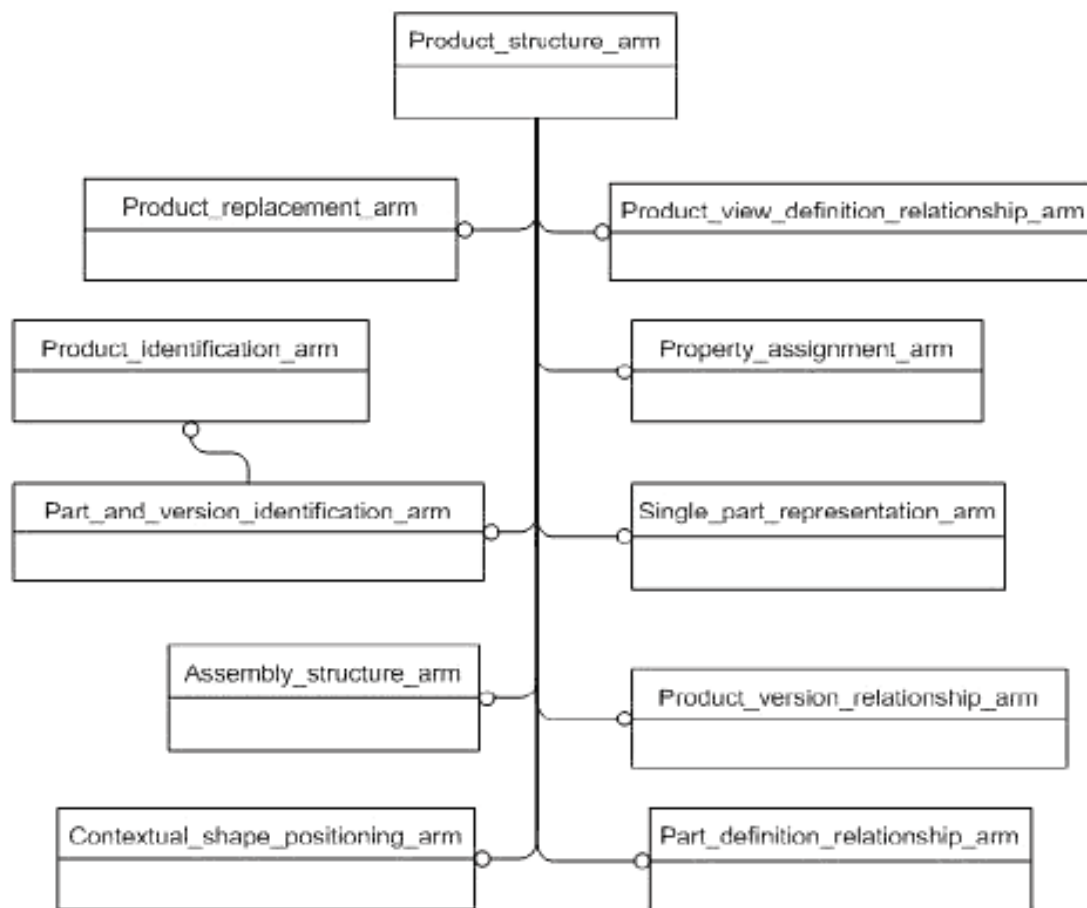 Product_structure_arm
Product_replacement_arm
Product_view_definition_relationship_arm
Product_identification_arm
Property_assignment_arm
Part_and_version_identification_arm
Single_part_representation_arm
Assembly_structure_arm
Product_version_relationship_arm
Contextual_shape_positioning_arm
Part_definition_relationship_arm